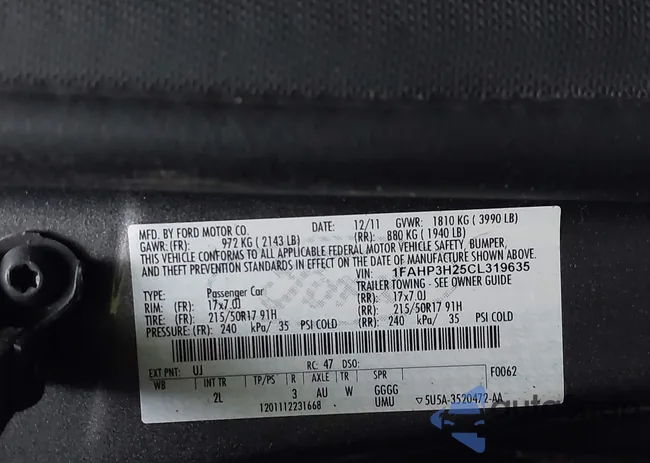 MFD. BY FORD MOTOR CO. DATE: 12/11 GVWR: 1810 KG ( 3990 LB)
GAWR: (FR) 972 KG ( 2143 LB) (RR): 880 KG ( 1940 LB)
THIS VEHICLE CONFORMS TO ALL APPLICABLE FEDERAL MOTOR VEHICLE SAFETY, BUMPER,
AND THEFT PREVENTION STANDARDS IN EFFECT ON THE DATE OF MANUFACTURE SHOWN ABOVE.
VIN: 1FAHP3H25CL319635
TYPE: Passenger Car TRAILER TOWING - SEE OWNER GUIDE
RIM: (FR) 17x7.0J (RR): 17x7.0J
TIRE: (FR) 215/50R17 91H (RR): 215/50R17 91H
PRESSURE: (FR) 240 kPa/ 35 PSI COLD (RR): 240 kPa/ 35 PSI COLD
EXT PNT: UJ RC: 47 DSO: F0062
WB INT TR TP/PS R AXLE TR SPR
2L 3 AU W GGGG
1201112231668 UMU ▽5U5A-3520472-AA